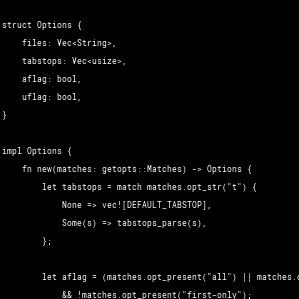 struct Options {
    files: Vec<String>,
    tabstops: Vec<usize>,
    aflag: bool,
    uflag: bool,
}

impl Options {
    fn new(matches: getopts::Matches) -> Options {
        let tabstops = match matches.opt_str("t") {
            None => vec![DEFAULT_TABSTOP],
            Some(s) => tabstops_parse(s),
        };

        let aflag = (matches.opt_present("all") || matches.
            && !matches.opt_present("first-only");